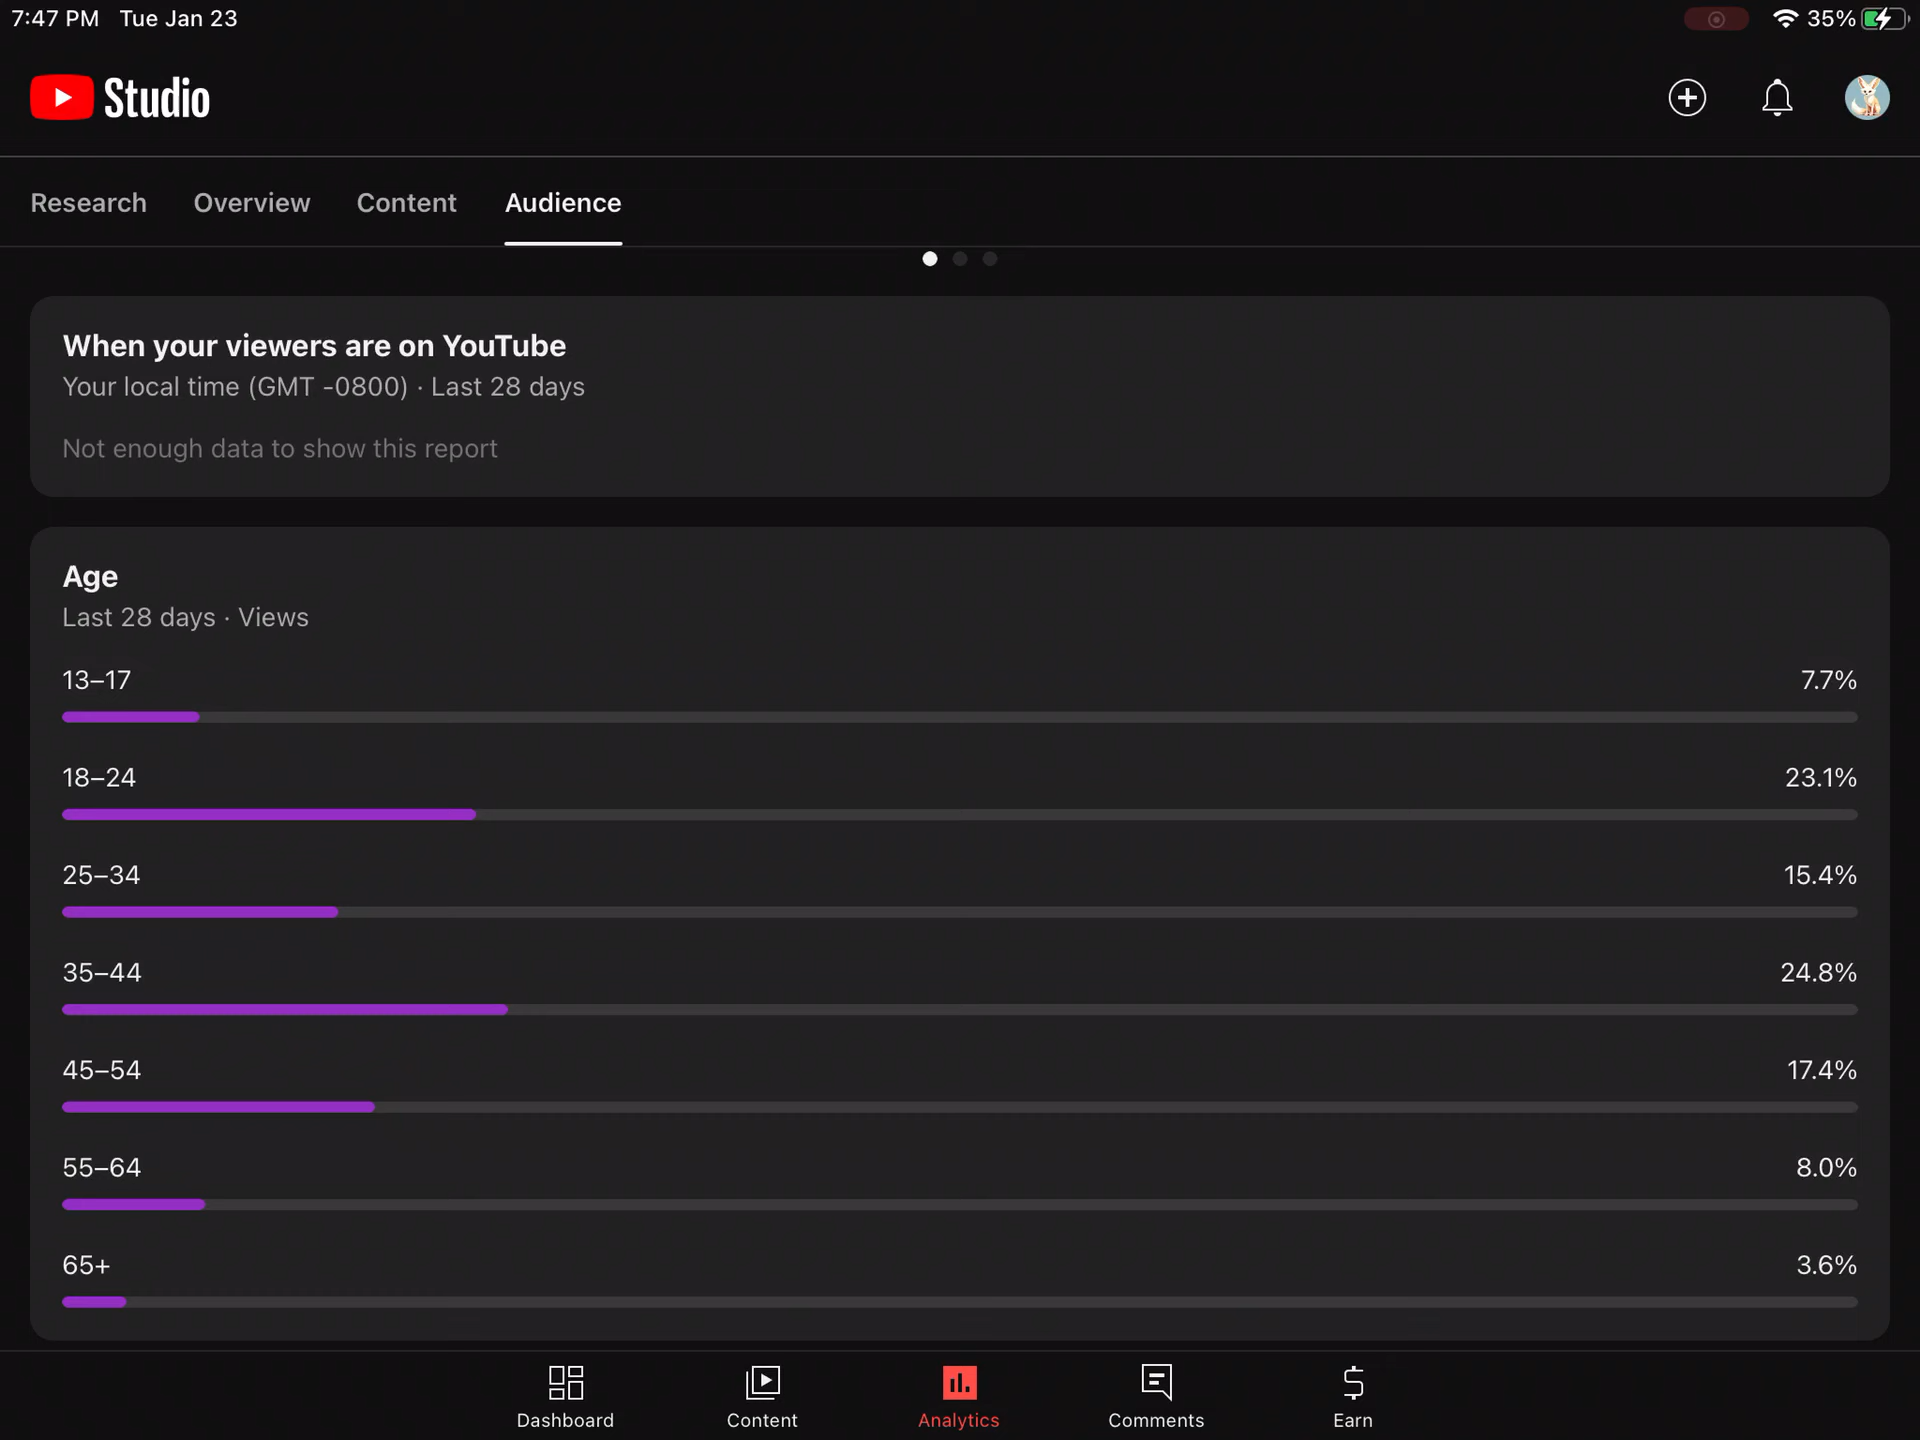 7:47 PM Tue Jan 23
35%
Studio
Research Overview Content Audience
When your viewers are on YouTube
Your local time (GMT -0800) · Last 28 days
Not enough data to show this report
Age
Last 28 days · Views
13–17 7.7%
18–24 23.1%
25–34 15.4%
35–44 24.8%
45–54 17.4%
55–64 8.0%
65+ 3.6%
Dashboard Content Analytics Comments Earn